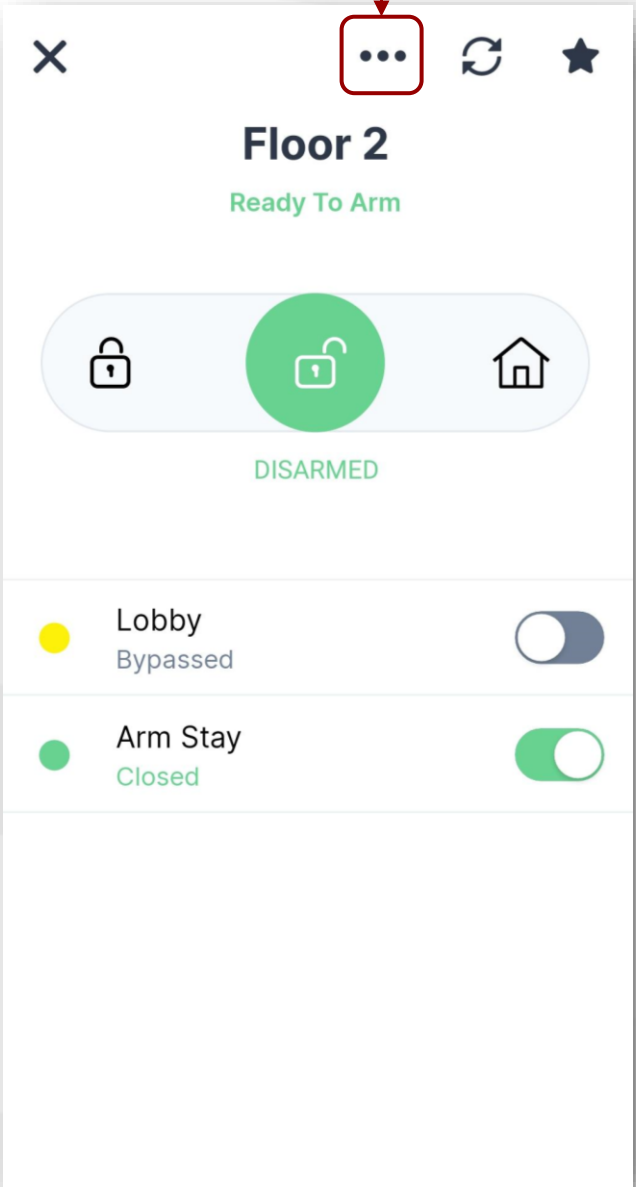 Floor 2
Ready To Arm
DISARMED
Lobby
Bypassed
Arm Stay
Closed